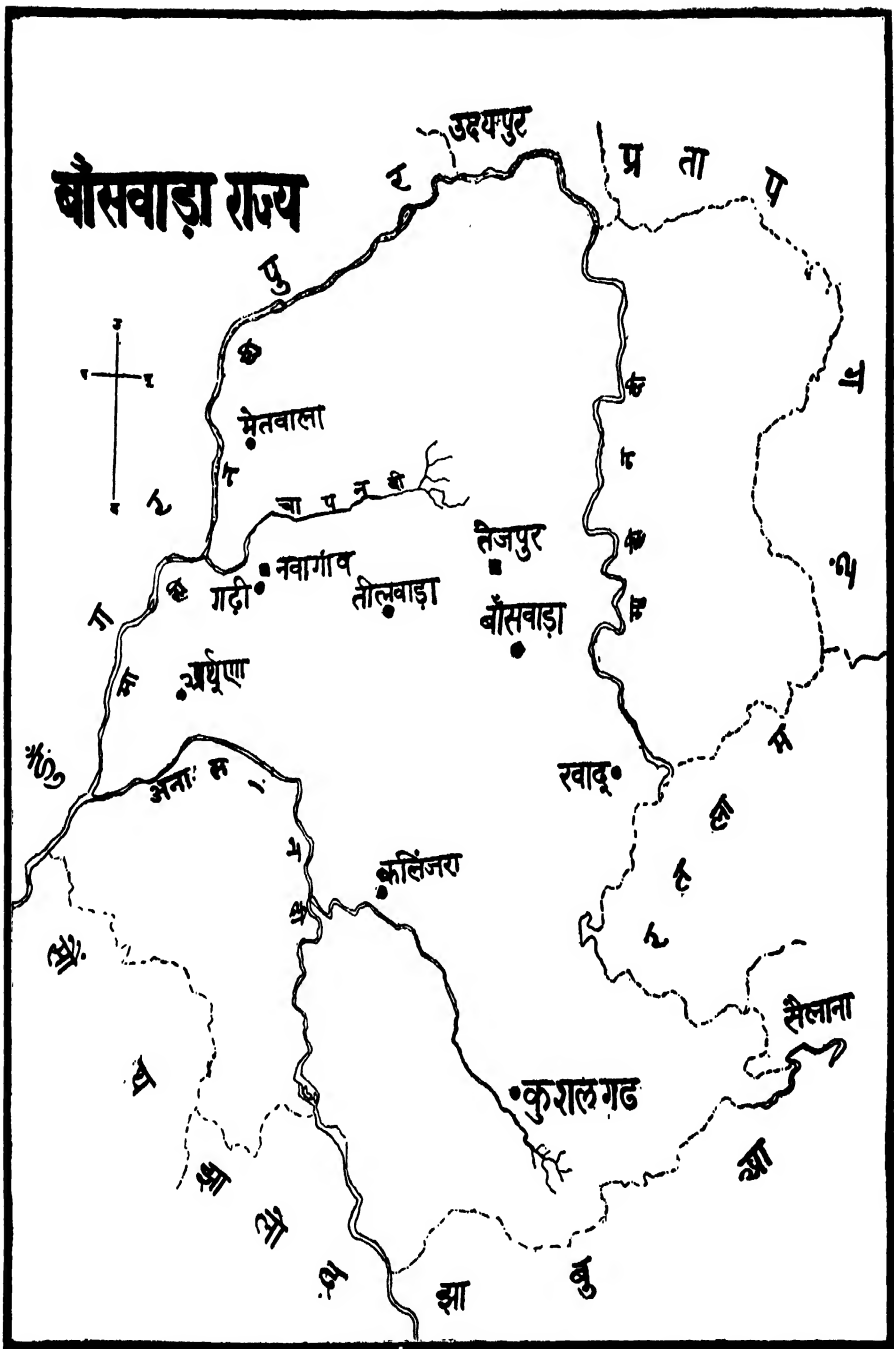 उदयपुर
प्र ता प ग ढ़
बाँसवाड़ा राज्य
डूं ग र पु र
मा ही न दी
मेतवाला
चा प न दी
तेजपुर
नवागांव
गढ़ी
तीलवाड़ा
बाँसवाड़ा
अर्थूणा
मा ही न दी
खादू
र त ला म
कलिंजरा
सैलाना
कुशलगढ
झा लो द
झा बु आ